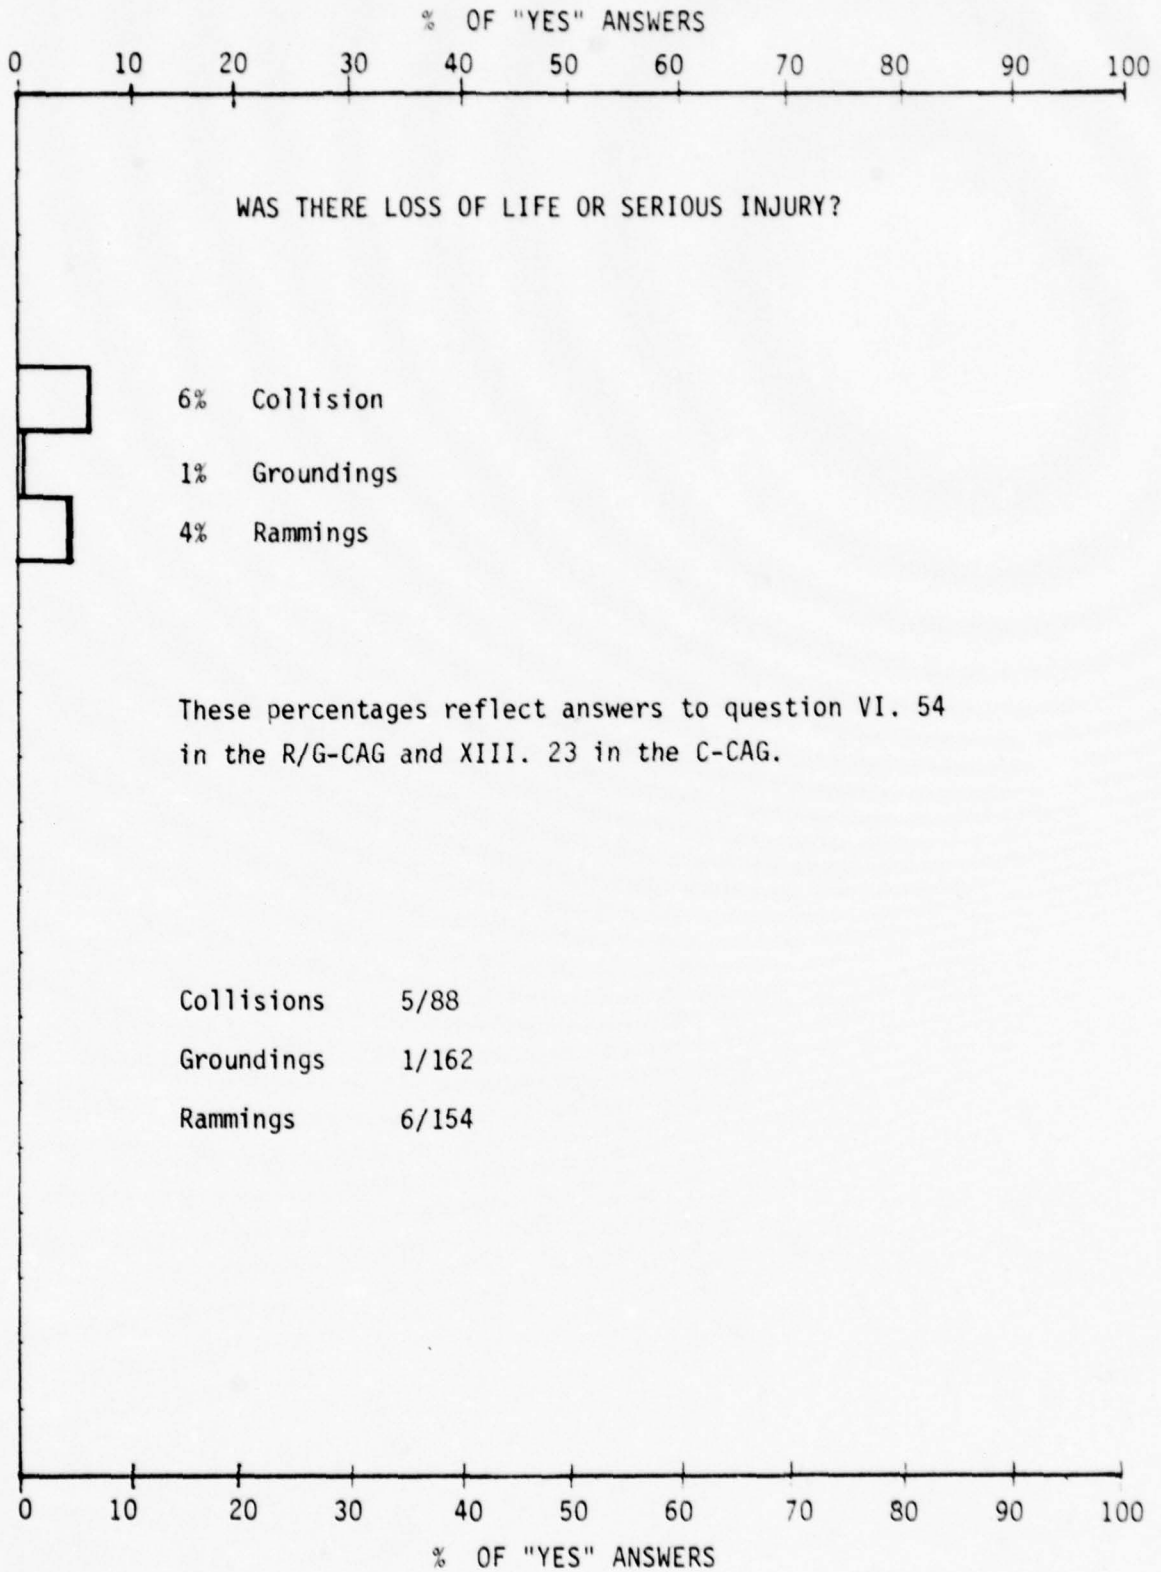 % OF "YES" ANSWERS
0 10 20 30 40 50 60 70 80 90 100
WAS THERE LOSS OF LIFE OR SERIOUS INJURY?
6% Collision
1% Groundings
4% Rammings
These percentages reflect answers to question VI. 54
in the R/G-CAG and XIII. 23 in the C-CAG.
Collisions 5/88
Groundings 1/162
Rammings 6/154
0 10 20 30 40 50 60 70 80 90 100
% OF "YES" ANSWERS